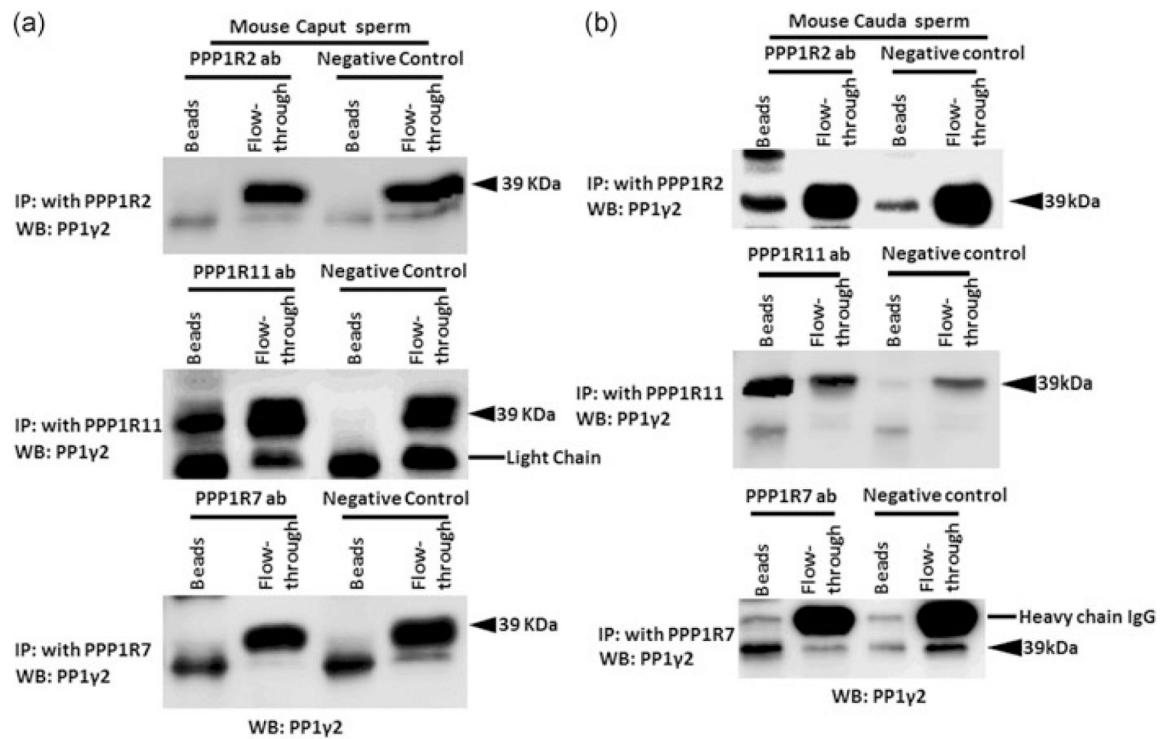 (a)
Mouse Caput sperm
PPP1R2 ab
Negative Control
Beads
Flow-
through
Beads
Flow-
through
IP: with PPP1R2
WB: PP1γ2
39 KDa
PPP1R11 ab
Negative Control
Beads
Flow-
through
Beads
Flow-
through
IP: with PPP1R11
WB: PP1γ2
39 KDa
Light Chain
PPP1R7 ab
Negative Control
Beads
Flow-
through
Beads
Flow-
through
IP: with PPP1R7
WB: PP1γ2
39 KDa
WB: PP1γ2
(b)
Mouse Cauda sperm
PPP1R2 ab
Negative control
Beads
Flow-
through
Beads
Flow-
through
IP: with PPP1R2
WB: PP1γ2
39kDa
PPP1R11 ab
Negative control
Beads
Flow-
through
Beads
Flow-
through
IP: with PPP1R11
WB: PP1γ2
39kDa
PPP1R7 ab
Negative control
Beads
Flow-
through
Beads
Flow-
through
IP: with PPP1R7
WB: PP1γ2
Heavy chain IgG
39kDa
WB: PP1γ2